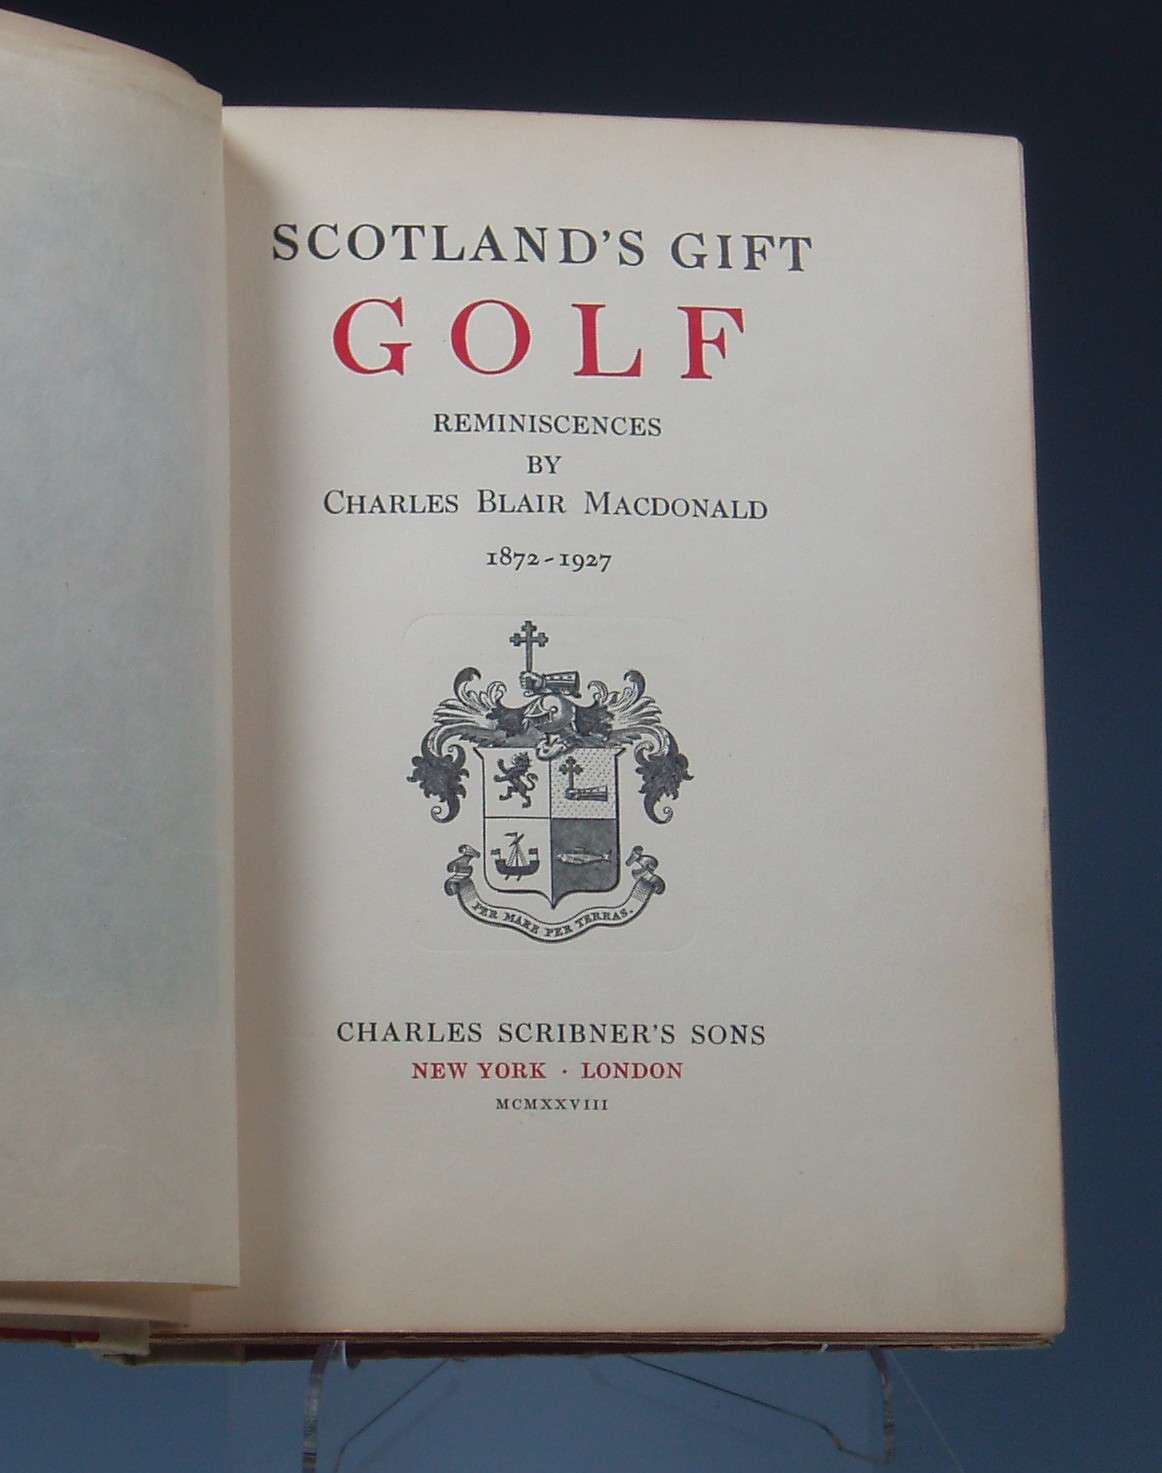 SCOTLAND'S GIFT
GOLF
REMINISCENCES
BY
CHARLES BLAIR MACDONALD
1872-1927
PER MARE PER TERRAS.
CHARLES SCRIBNER'S SONS
NEW YORK · LONDON
MCMXXVIII